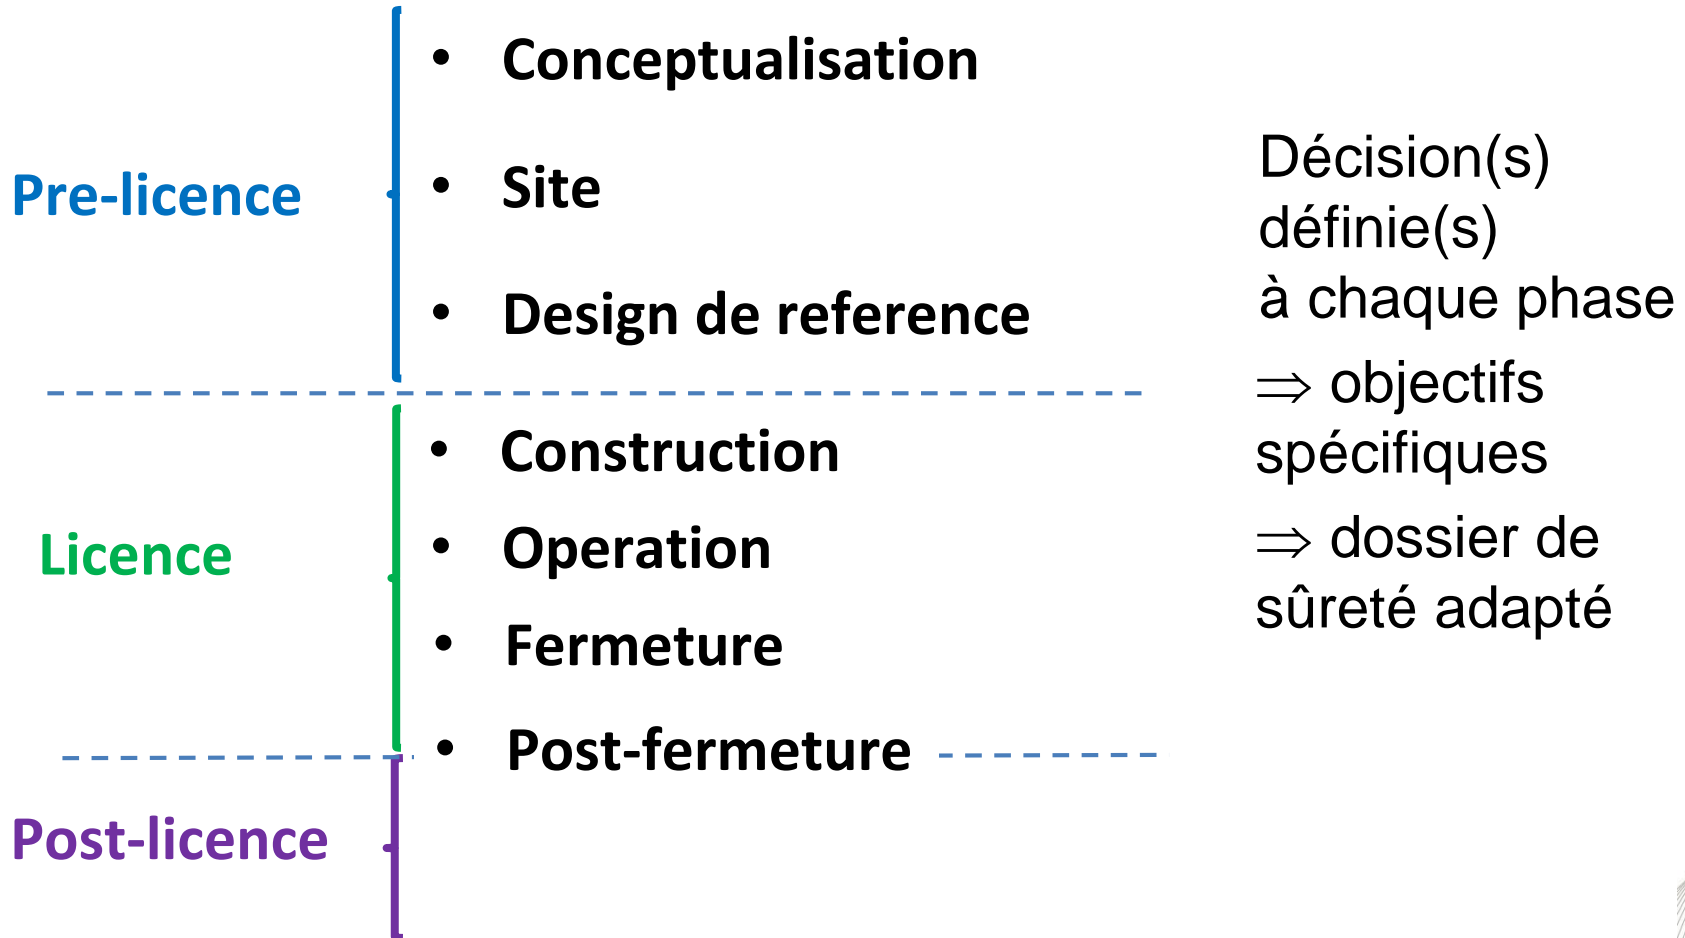 Pre-licence
• Conceptualisation
• Site
• Design de reference
Licence
• Construction
• Operation
• Fermeture
• Post-fermeture
Post-licence
Décision(s)
définie(s)
à chaque phase
⇒ objectifs
spécifiques
⇒ dossier de
sûreté adapté